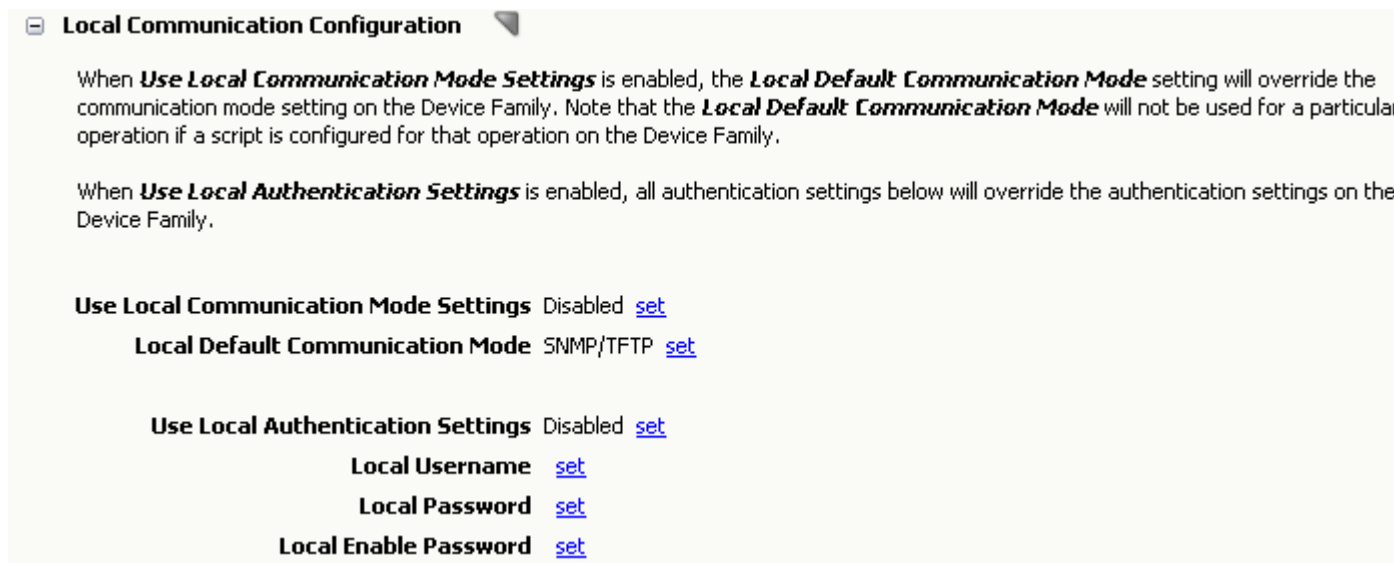 Local Communication Configuration
When Use Local Communication Mode Settings is enabled, the Local Default Communication Mode setting will override the
communication mode setting on the Device Family. Note that the Local Default Communication Mode will not be used for a particular
operation if a script is configured for that operation on the Device Family.
When Use Local Authentication Settings is enabled, all authentication settings below will override the authentication settings on the
Device Family.
Use Local Communication Mode Settings Disabled set
Local Default Communication Mode SNMP/TFTP set
Use Local Authentication Settings Disabled set
Local Username set
Local Password set
Local Enable Password set